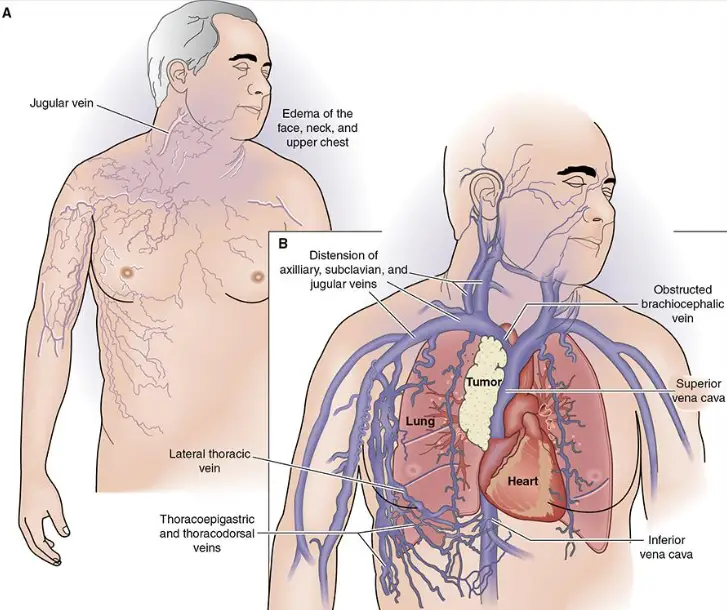 A
Jugular vein
Edema of the
face, neck, and
upper chest
B
Distension of
axilliary, subclavian, and
jugular veins
Obstructed
brachiocephalic
vein
Tumor
Superior
vena cava
Lung
Lateral thoracic
vein
Heart
Thoracoepigastric
and thoracodorsal
veins
Inferior
vena cava